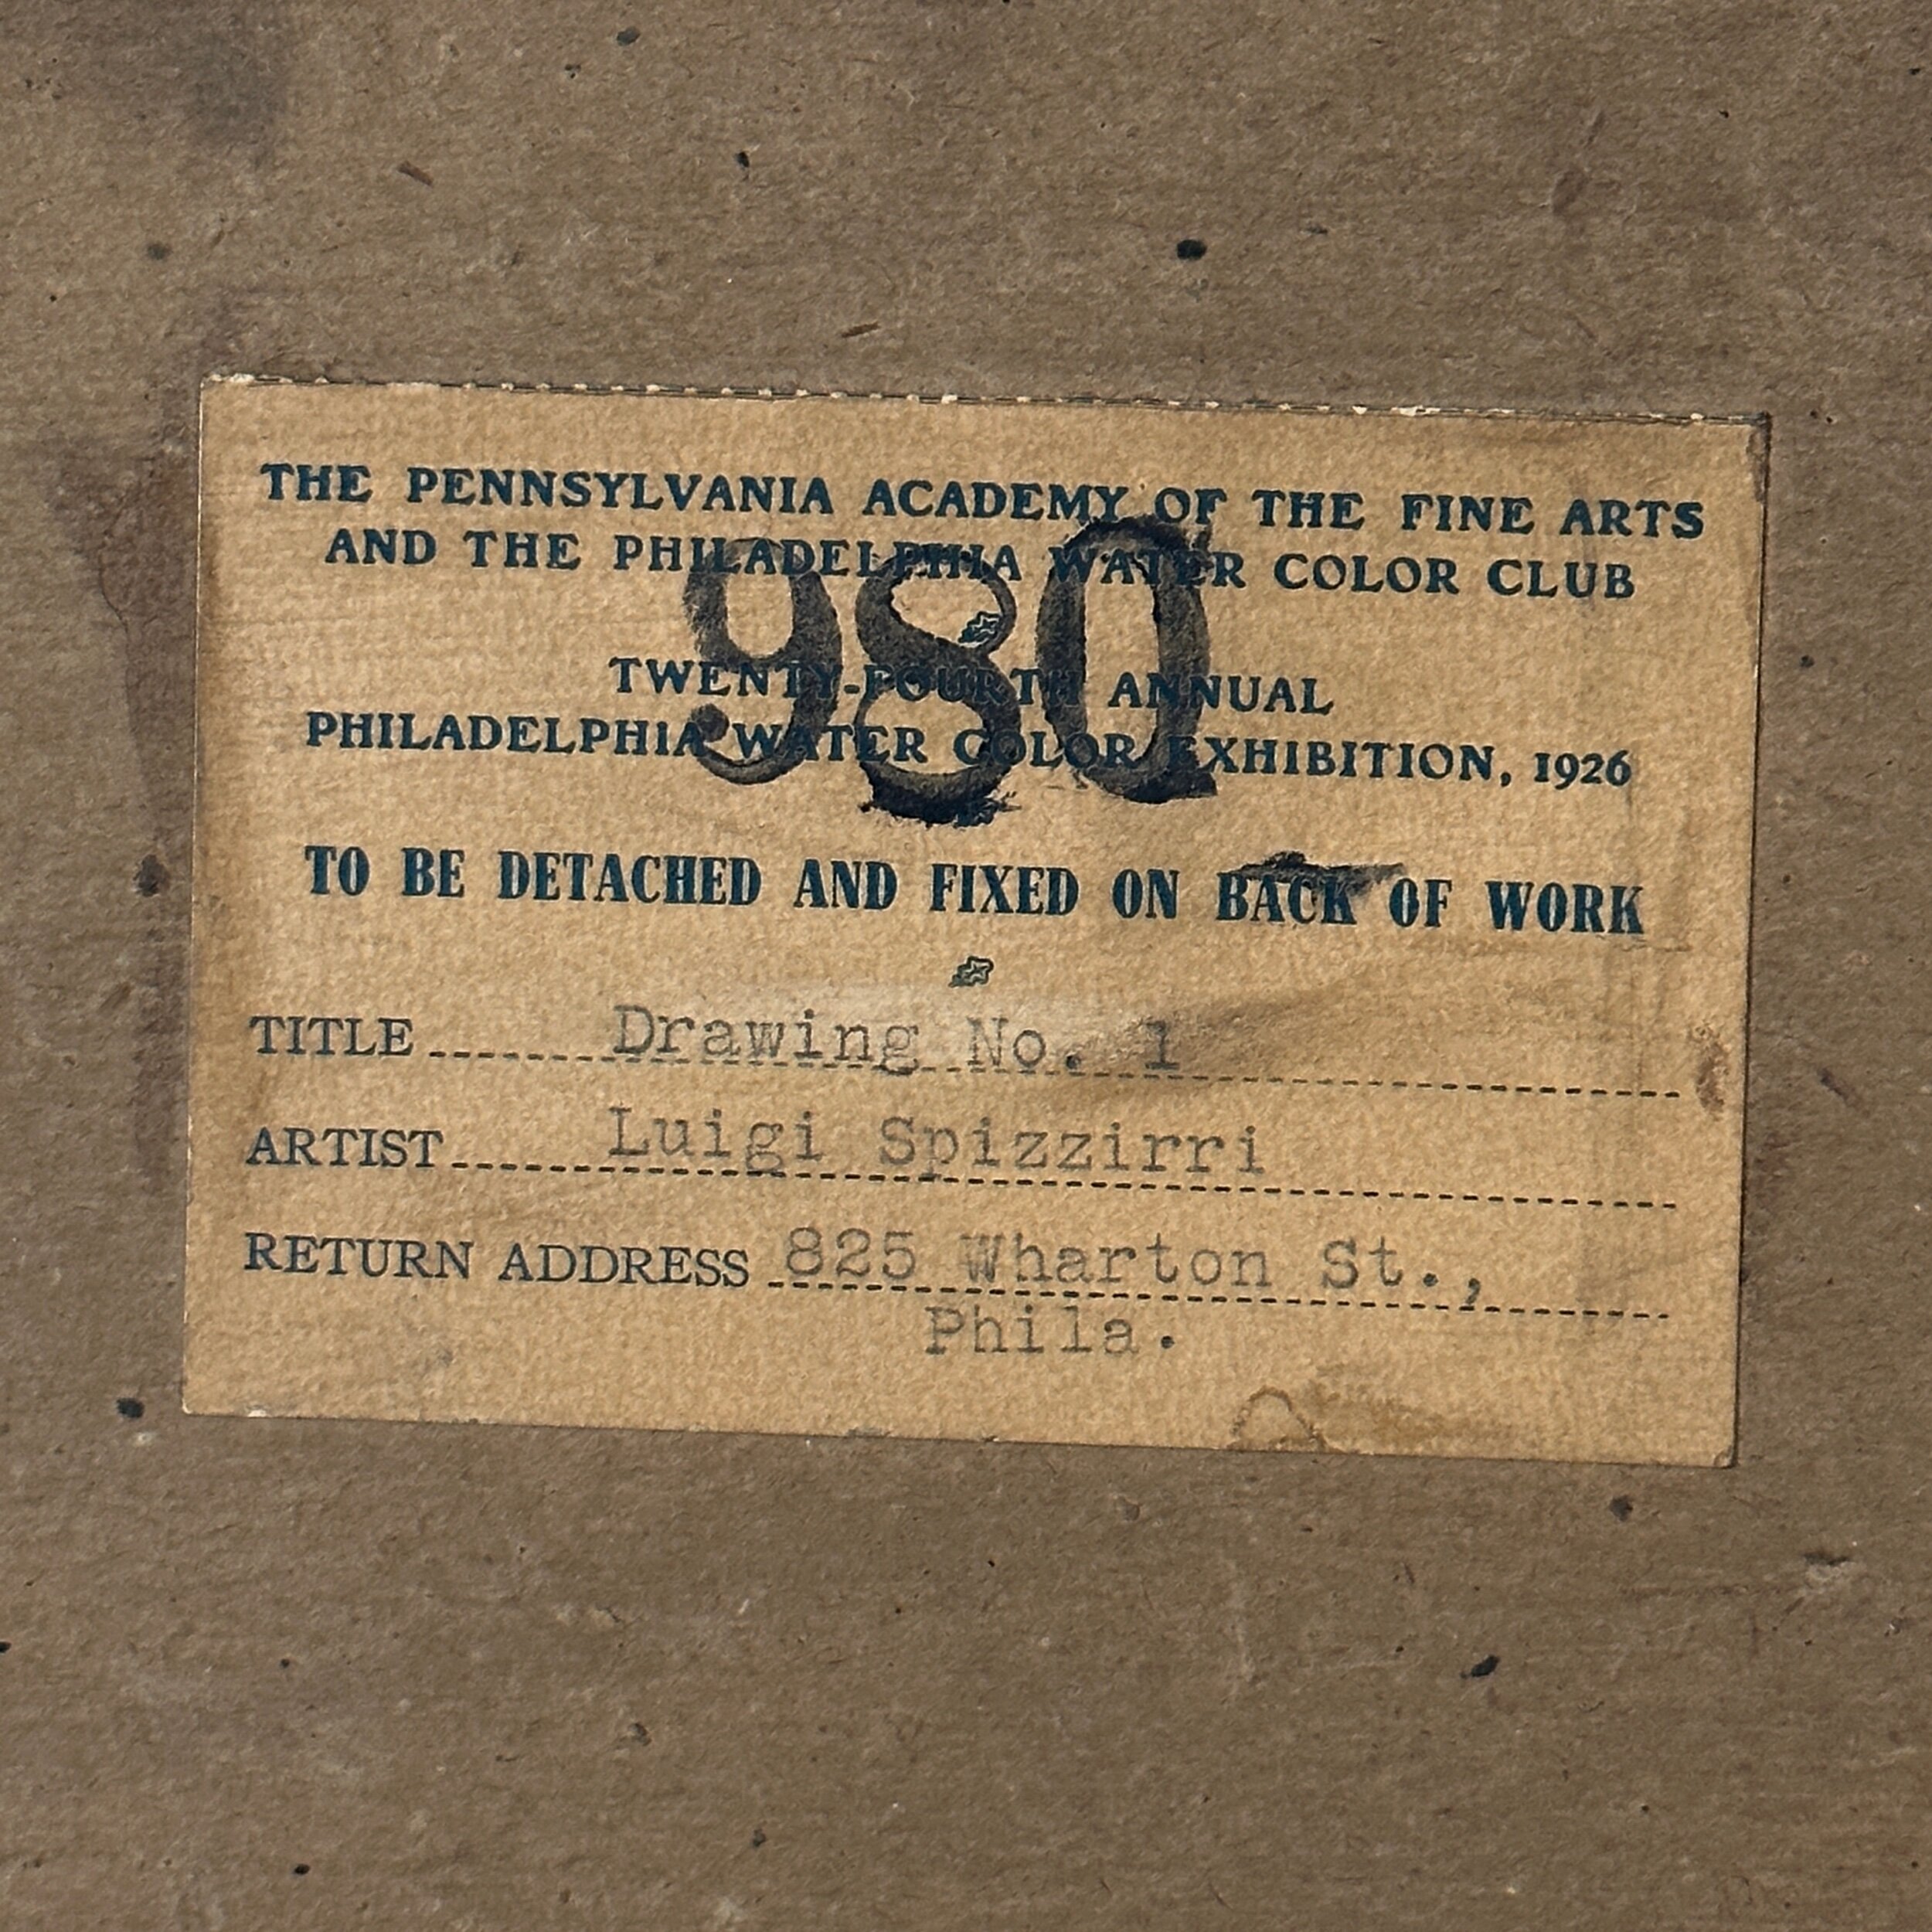 THE PENNSYLVANIA ACADEMY OF THE FINE ARTS
AND THE PHILADELPHIA WATER COLOR CLUB
980
TWENTY-FOURTH ANNUAL
PHILADELPHIA WATER COLOR EXHIBITION, 1926
TO BE DETACHED AND FIXED ON BACK OF WORK
TITLE Drawing No. 1
ARTIST Luigi Spizzirri
RETURN ADDRESS 825 Wharton St.,
Phila.